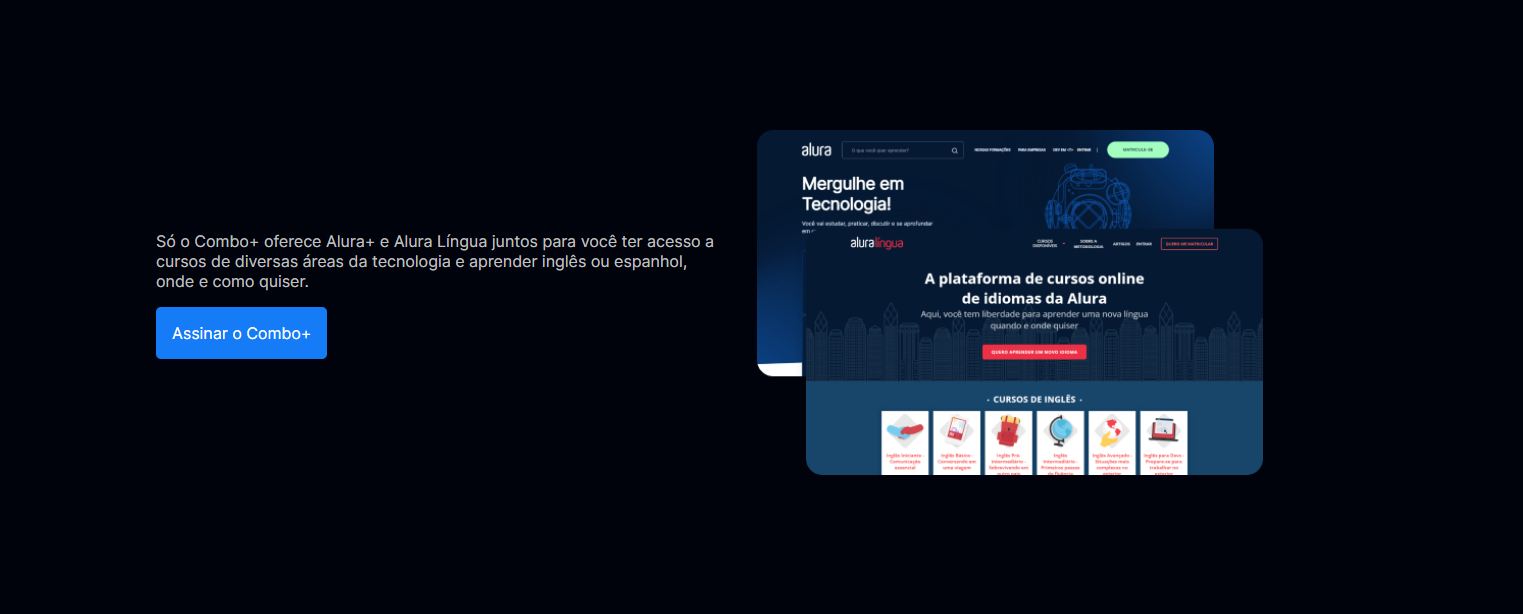 Só o Combo+ oferece Alura+ e Alura Língua juntos para você ter acesso a
cursos de diversas áreas da tecnologia e aprender inglês ou espanhol,
onde e como quiser.
Assinar o Combo+
alura
O que você quer aprender?
NOSSAS FORMAÇÕES
PARA EMPRESAS
DEV EM </>
ENTRAR
MATRICULE-SE
Mergulhe em
Tecnologia!
Você vai estudar, praticar, discutir e se aprofundar
aluralíngua
CURSOS
DISPONÍVEIS
SOBRE A
METODOLOGIA
ARTIGOS
ENTRAR
QUERO ME MATRICULAR
A plataforma de cursos online
de idiomas da Alura
Aqui, você tem liberdade para aprender uma nova língua
quando e onde quiser
QUERO APRENDER UM NOVO IDIOMA
- CURSOS DE INGLÊS -
Inglês Iniciante -
Comunicação
essencial
Inglês Básico -
Conversando em
uma viagem
Inglês Pré
Intermediário -
Sobrevivendo em
outro país
Inglês
Intermediário -
Primeiros passos
da fluência
Inglês Avançado -
Situações mais
complexas no
exterior
Inglês para Devs -
Prepara-se para
trabalhar no
exterior